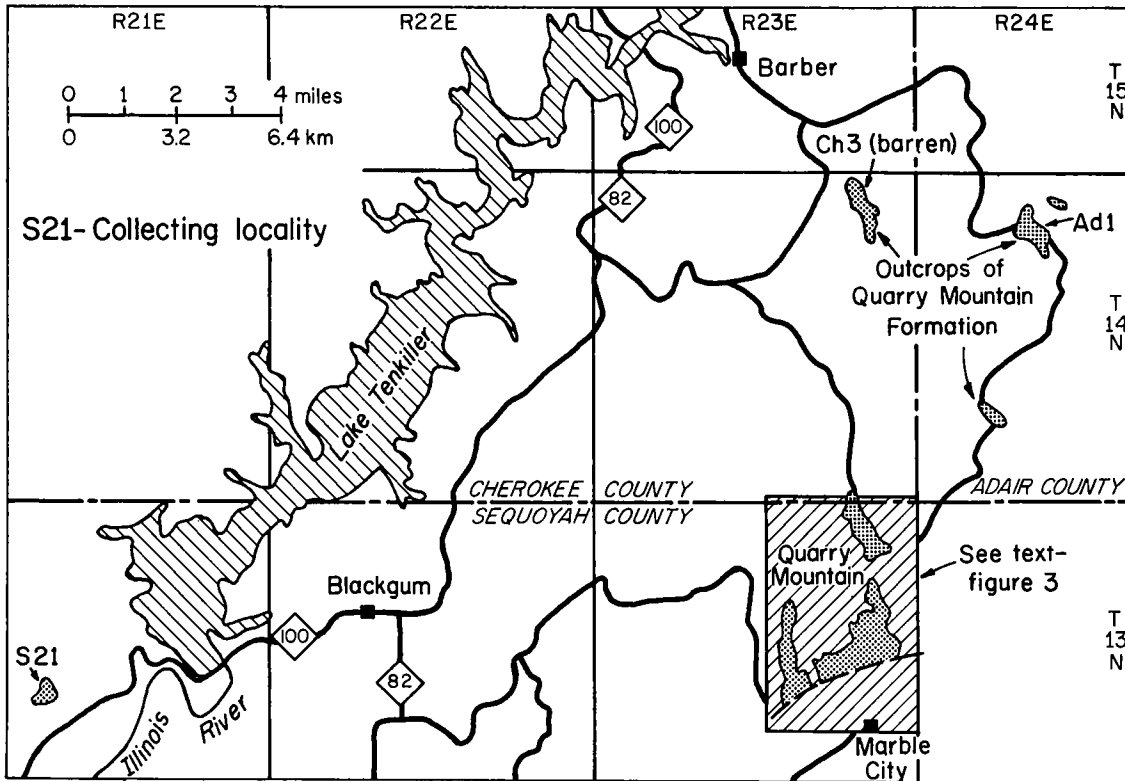 R21E
R22E
R23E
R24E
Barber
0 1 2 3 4 miles
0 3.2 6.4 km
T
15
N
100
Ch3 (barren)
82
S21-Collecting locality
Ad1
Outcrops of
Quarry Mountain
Formation
T
14
N
Lake Tenkiller
CHEROKEE COUNTY
ADAIR COUNTY
SEQUOYAH COUNTY
Quarry
Mountain
See text-
figure 3
Blackgum
T
13
N
100
S21
82
Illinois River
Marble
City